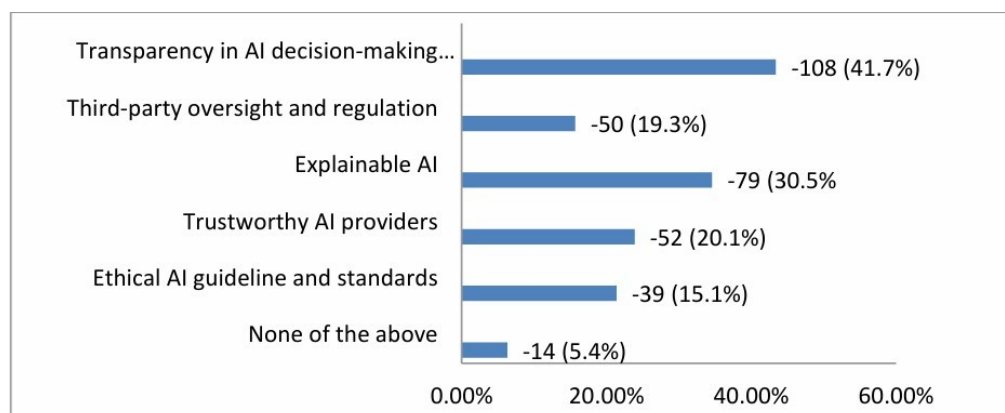 Transparency in AI decision-making...
-108 (41.7%)
Third-party oversight and regulation
-50 (19.3%)
Explainable AI
-79 (30.5%
Trustworthy AI providers
-52 (20.1%)
Ethical AI guideline and standards
-39 (15.1%)
None of the above
-14 (5.4%)
0.00% 20.00% 40.00% 60.00%